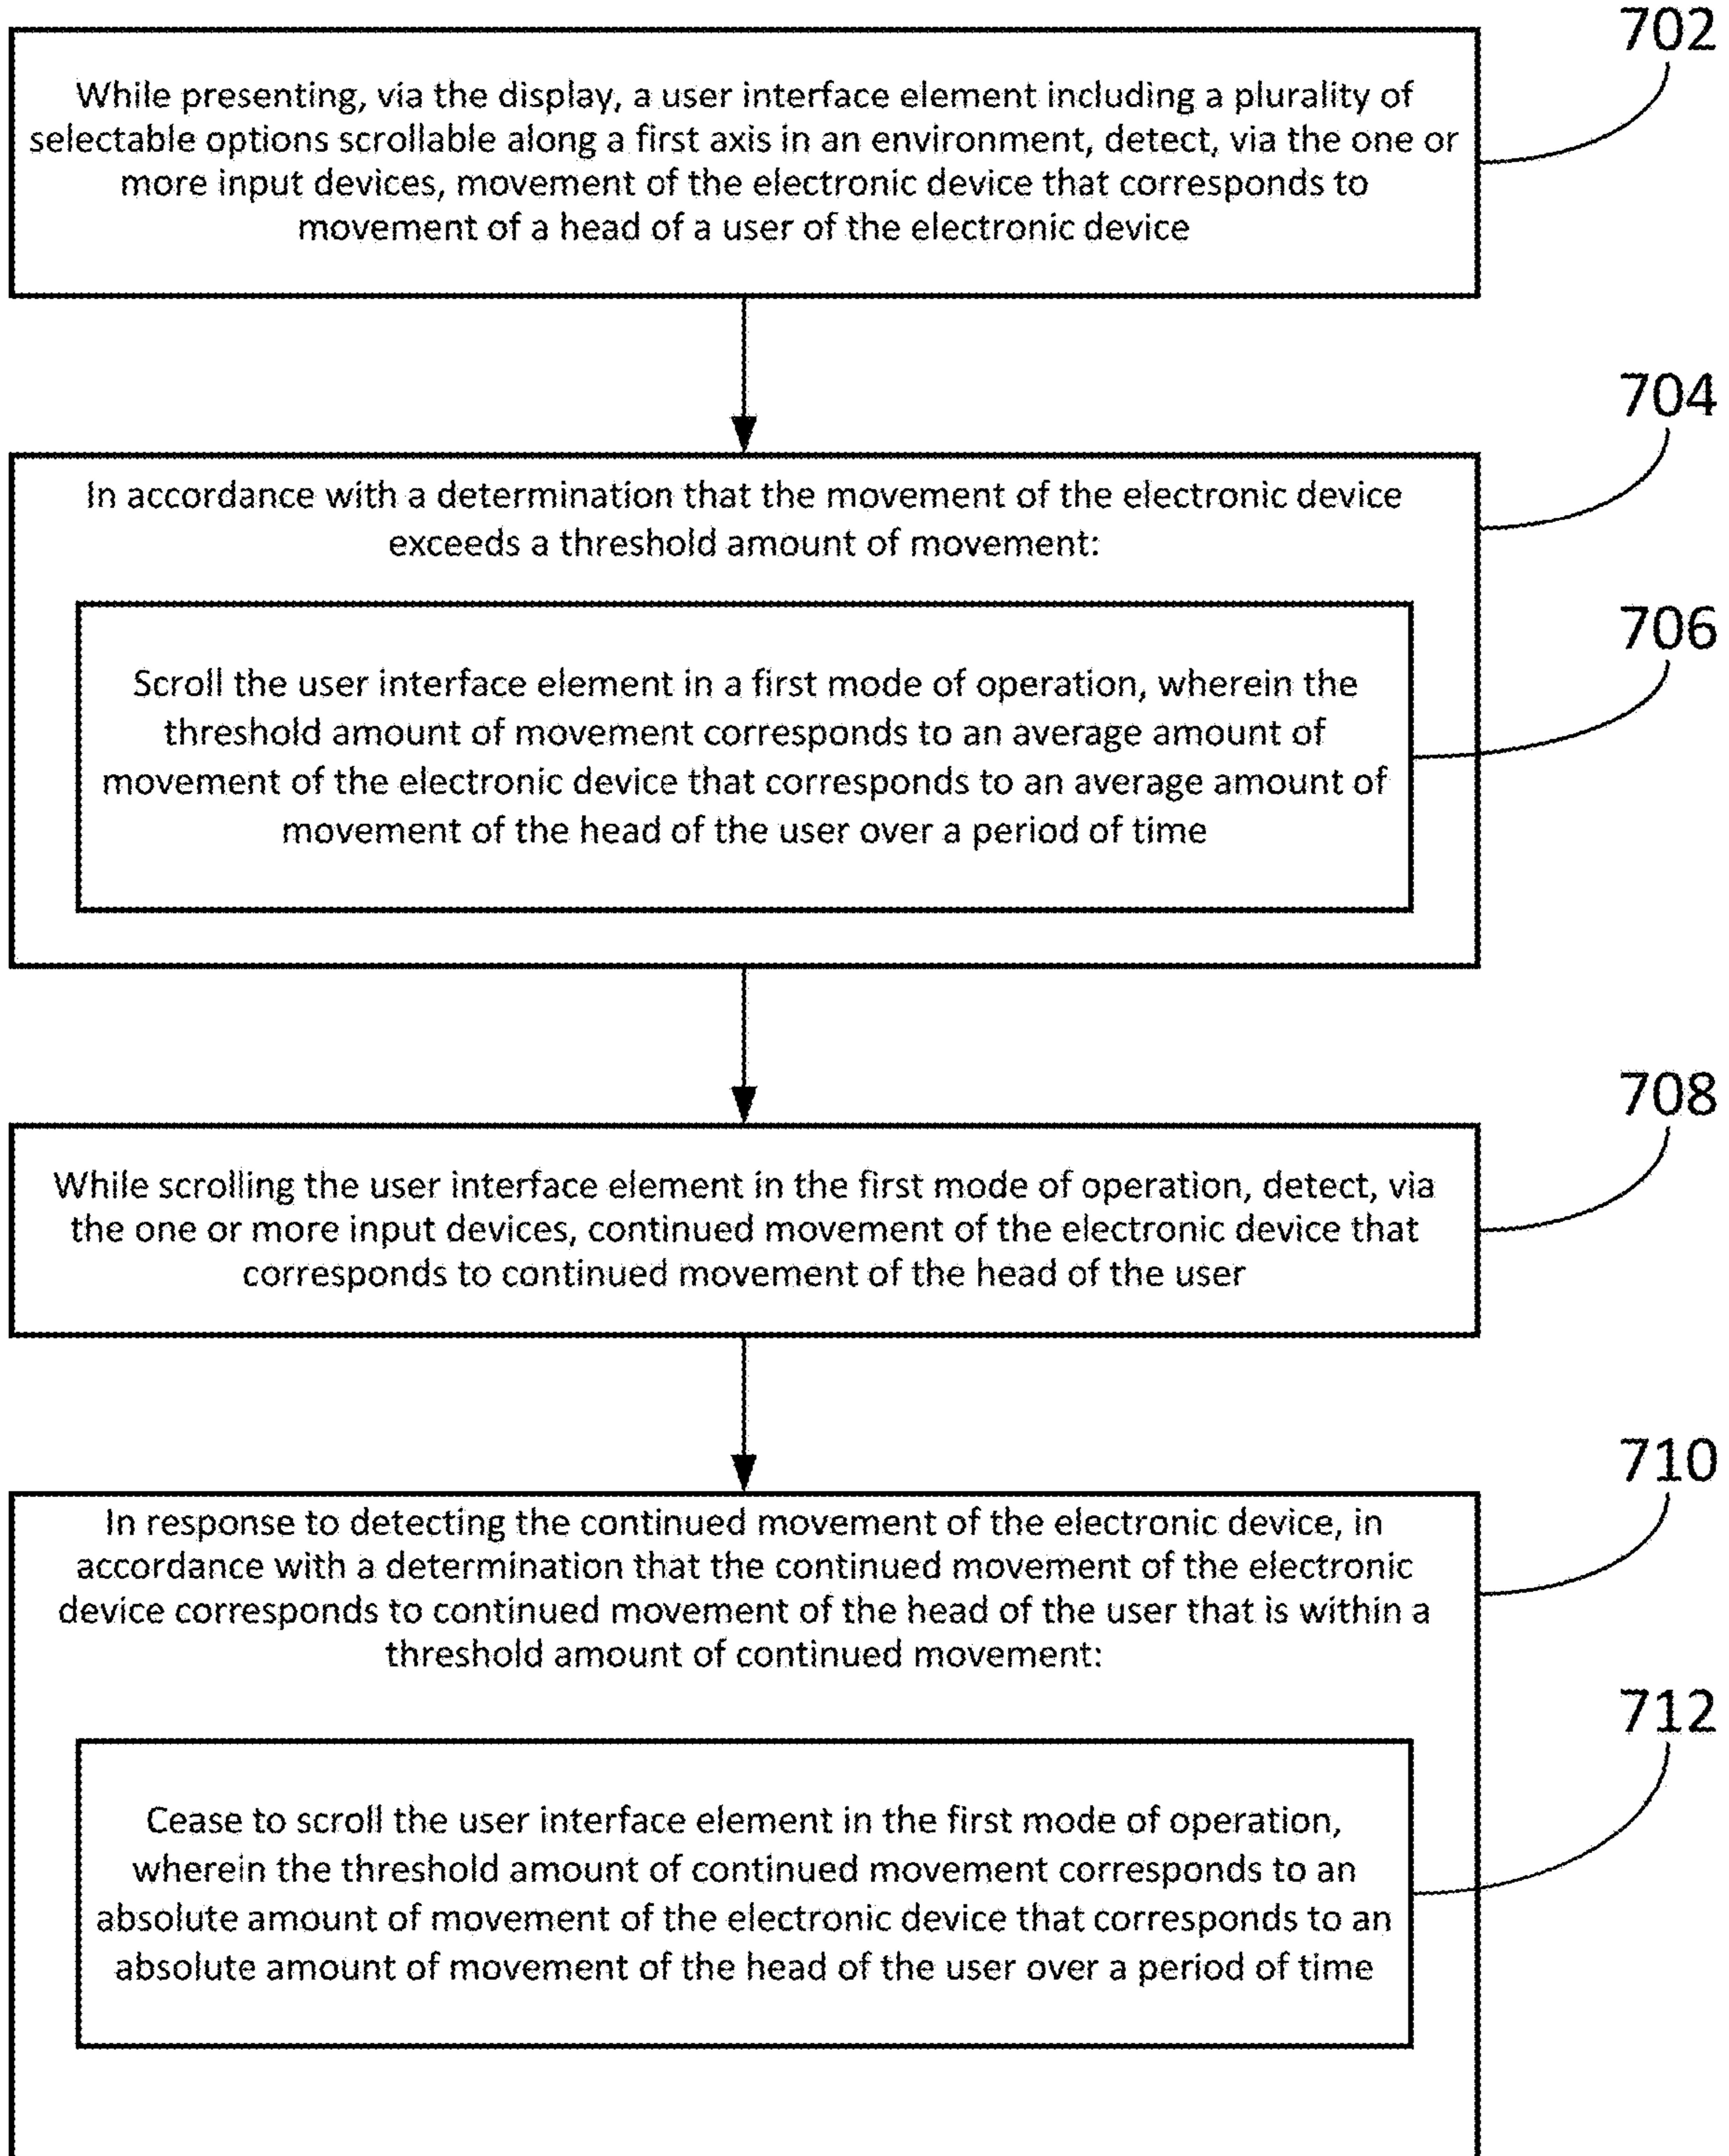 702
While presenting, via the display, a user interface element including a plurality of
selectable options scrollable along a first axis in an environment, detect, via the one or
more input devices, movement of the electronic device that corresponds to
movement of a head of a user of the electronic device
704
In accordance with a determination that the movement of the electronic device
exceeds a threshold amount of movement:
706
Scroll the user interface element in a first mode of operation, wherein the
threshold amount of movement corresponds to an average amount of
movement of the electronic device that corresponds to an average amount of
movement of the head of the user over a period of time
708
While scrolling the user interface element in the first mode of operation, detect, via
the one or more input devices, continued movement of the electronic device that
corresponds to continued movement of the head of the user
710
In response to detecting the continued movement of the electronic device, in
accordance with a determination that the continued movement of the electronic
device corresponds to continued movement of the head of the user that is within a
threshold amount of continued movement:
712
Cease to scroll the user interface element in the first mode of operation,
wherein the threshold amount of continued movement corresponds to an
absolute amount of movement of the electronic device that corresponds to an
absolute amount of movement of the head of the user over a period of time